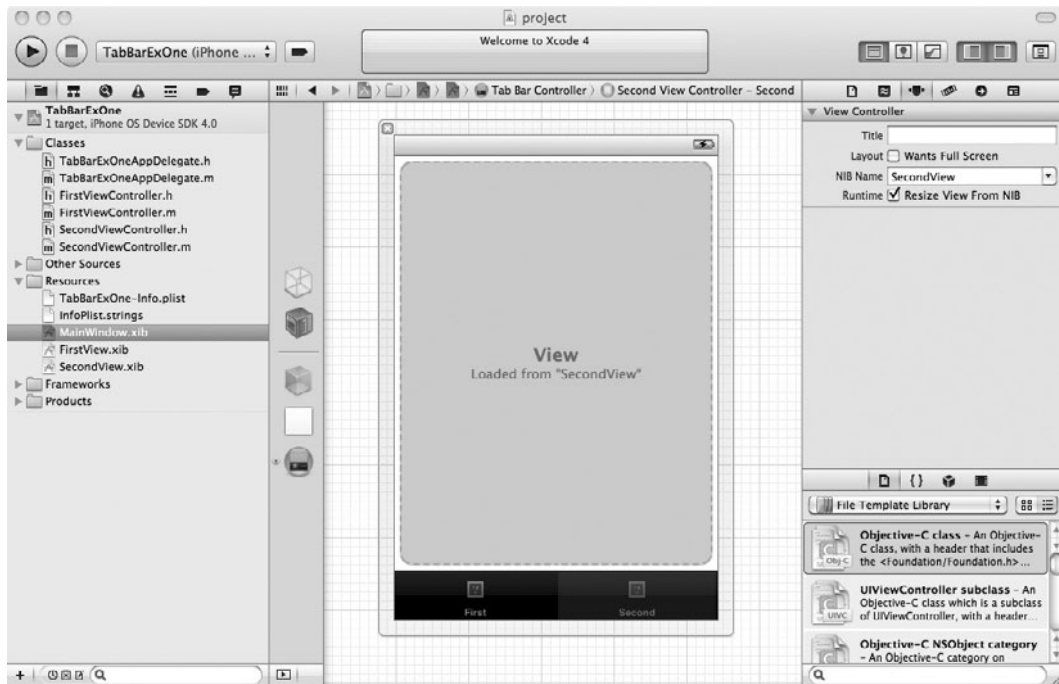 project
TabBarExOne (iPhone ...
Welcome to Xcode 4
Tab Bar Controller
Second View Controller – Second
TabBarExOne
1 target, iPhone OS Device SDK 4.0
Classes
h TabBarExOneAppDelegate.h
m TabBarExOneAppDelegate.m
h FirstViewController.h
m FirstViewController.m
h SecondViewController.h
m SecondViewController.m
Other Sources
Resources
TabBarExOne-Info.plist
InfoPlist.strings
MainWindow.xib
FirstView.xib
SecondView.xib
Frameworks
Products
View
Loaded from "SecondView"
First
Second
View Controller
Title
Layout Wants Full Screen
NIB Name SecondView
Runtime Resize View From NIB
{}
File Template Library
Obj-C
Objective-C class – An Objective-
C class, with a header that includes
the <Foundation/Foundation.h> ...
UIVC
UIViewController subclass – An
Objective-C class which is a subclass
of UIViewController, with a header...
Objective-C NSObject category
– An Objective-C category on